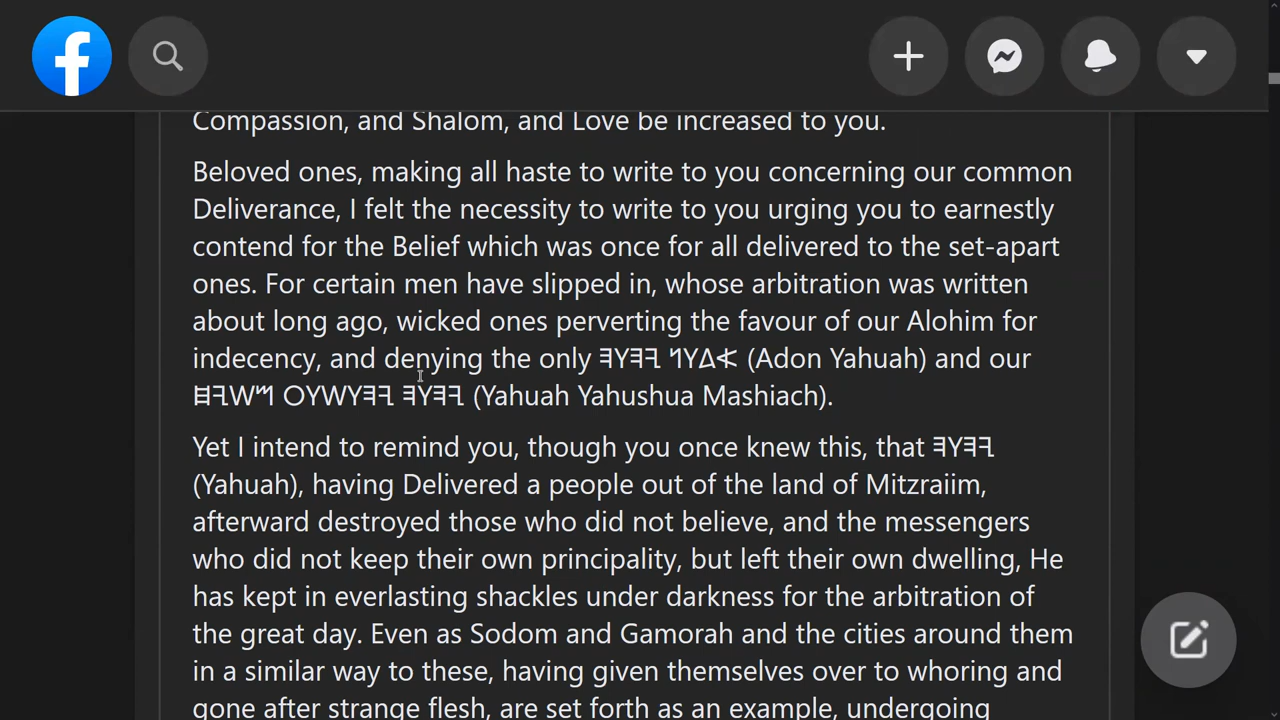 Compassion, and Shalom, and Love be increased to you.
Beloved ones, making all haste to write to you concerning our common
Deliverance, I felt the necessity to write to you urging you to earnestly
contend for the Belief which was once for all delivered to the set-apart
ones. For certain men have slipped in, whose arbitration was written
about long ago, wicked ones perverting the favour of our Alohim for
indecency, and denying the only 𐤀𐤃𐤅𐤍 𐤉𐤄𐤅𐤄 (Adon Yahuah) and our
𐤉𐤄𐤅𐤄 𐤉𐤄𐤅𐤔𐤅𐤏 𐤌𐤔𐤉𐤇 (Yahuah Yahushua Mashiach).
Yet I intend to remind you, though you once knew this, that 𐤉𐤄𐤅𐤄
(Yahuah), having Delivered a people out of the land of Mitzraiim,
afterward destroyed those who did not believe, and the messengers
who did not keep their own principality, but left their own dwelling, He
has kept in everlasting shackles under darkness for the arbitration of
the great day. Even as Sodom and Gamorah and the cities around them
in a similar way to these, having given themselves over to whoring and
gone after strange flesh, are set forth as an example, undergoing